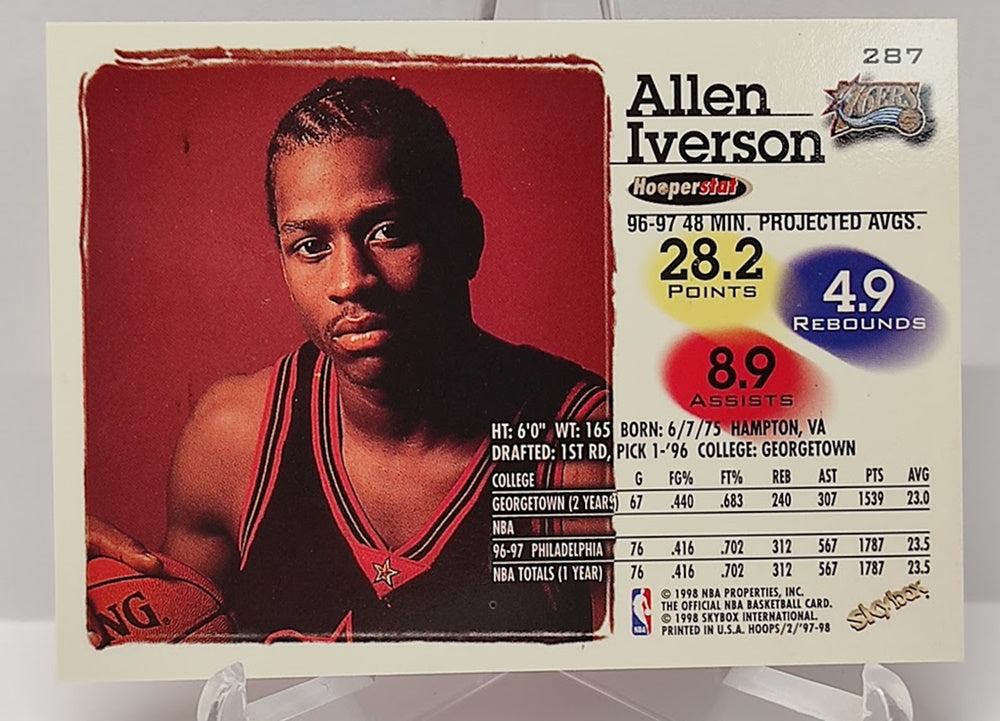 287
Allen
Iverson
76ERS
Hooperstat
96-97 48 MIN. PROJECTED AVGS.
28.2
POINTS
4.9
REBOUNDS
8.9
ASSISTS
HT: 6'0" WT: 165 BORN: 6/7/75 HAMPTON, VA
DRAFTED: 1ST RD, PICK 1-'96 COLLEGE: GEORGETOWN
COLLEGE G FG% FT% REB AST PTS AVG
GEORGETOWN (2 YEARS) 67 .440 .683 240 307 1539 23.0
NBA
96-97 PHILADELPHIA 76 .416 .702 312 567 1787 23.5
NBA TOTALS (1 YEAR) 76 .416 .702 312 567 1787 23.5
NG.
NBA
© 1998 NBA PROPERTIES, INC.
THE OFFICIAL NBA BASKETBALL CARD.
© 1998 SKYBOX INTERNATIONAL.
PRINTED IN U.S.A. HOOPS/2/'97-98
Skybox